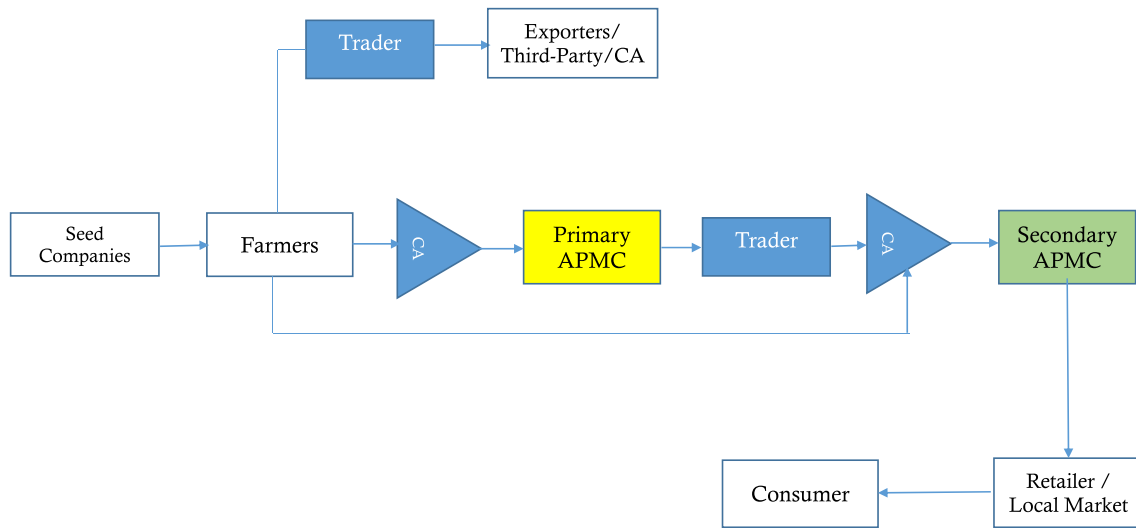 Trader
Exporters/
Third-Party/CA
Seed
Companies
Farmers
CA
Primary
APMC
Trader
CA
Secondary
APMC
Consumer
Retailer /
Local Market